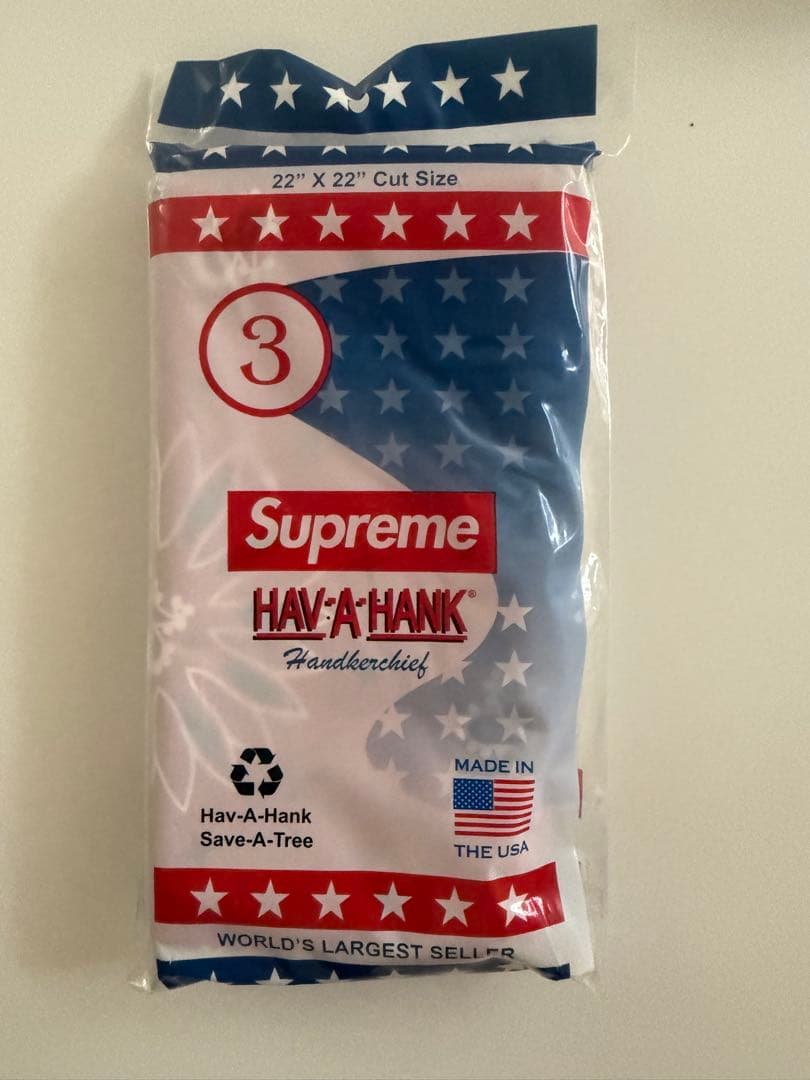 22” X 22” Cut Size
3
Supreme
HAV-A-HANK®
Handkerchief
Hav-A-Hank
Save-A-Tree
MADE IN
THE USA
WORLD'S LARGEST SELLER